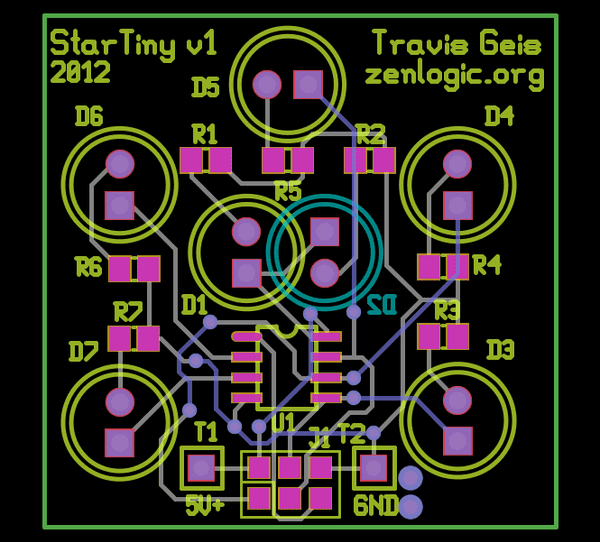 StarTiny v1
Travis Geis
2012
zenlogic.org
D5
D6
D4
R1
R2
R5
R6
R4
D1
D2
R7
R3
D7
D3
U1
J1
T1
T2
5V+
GND